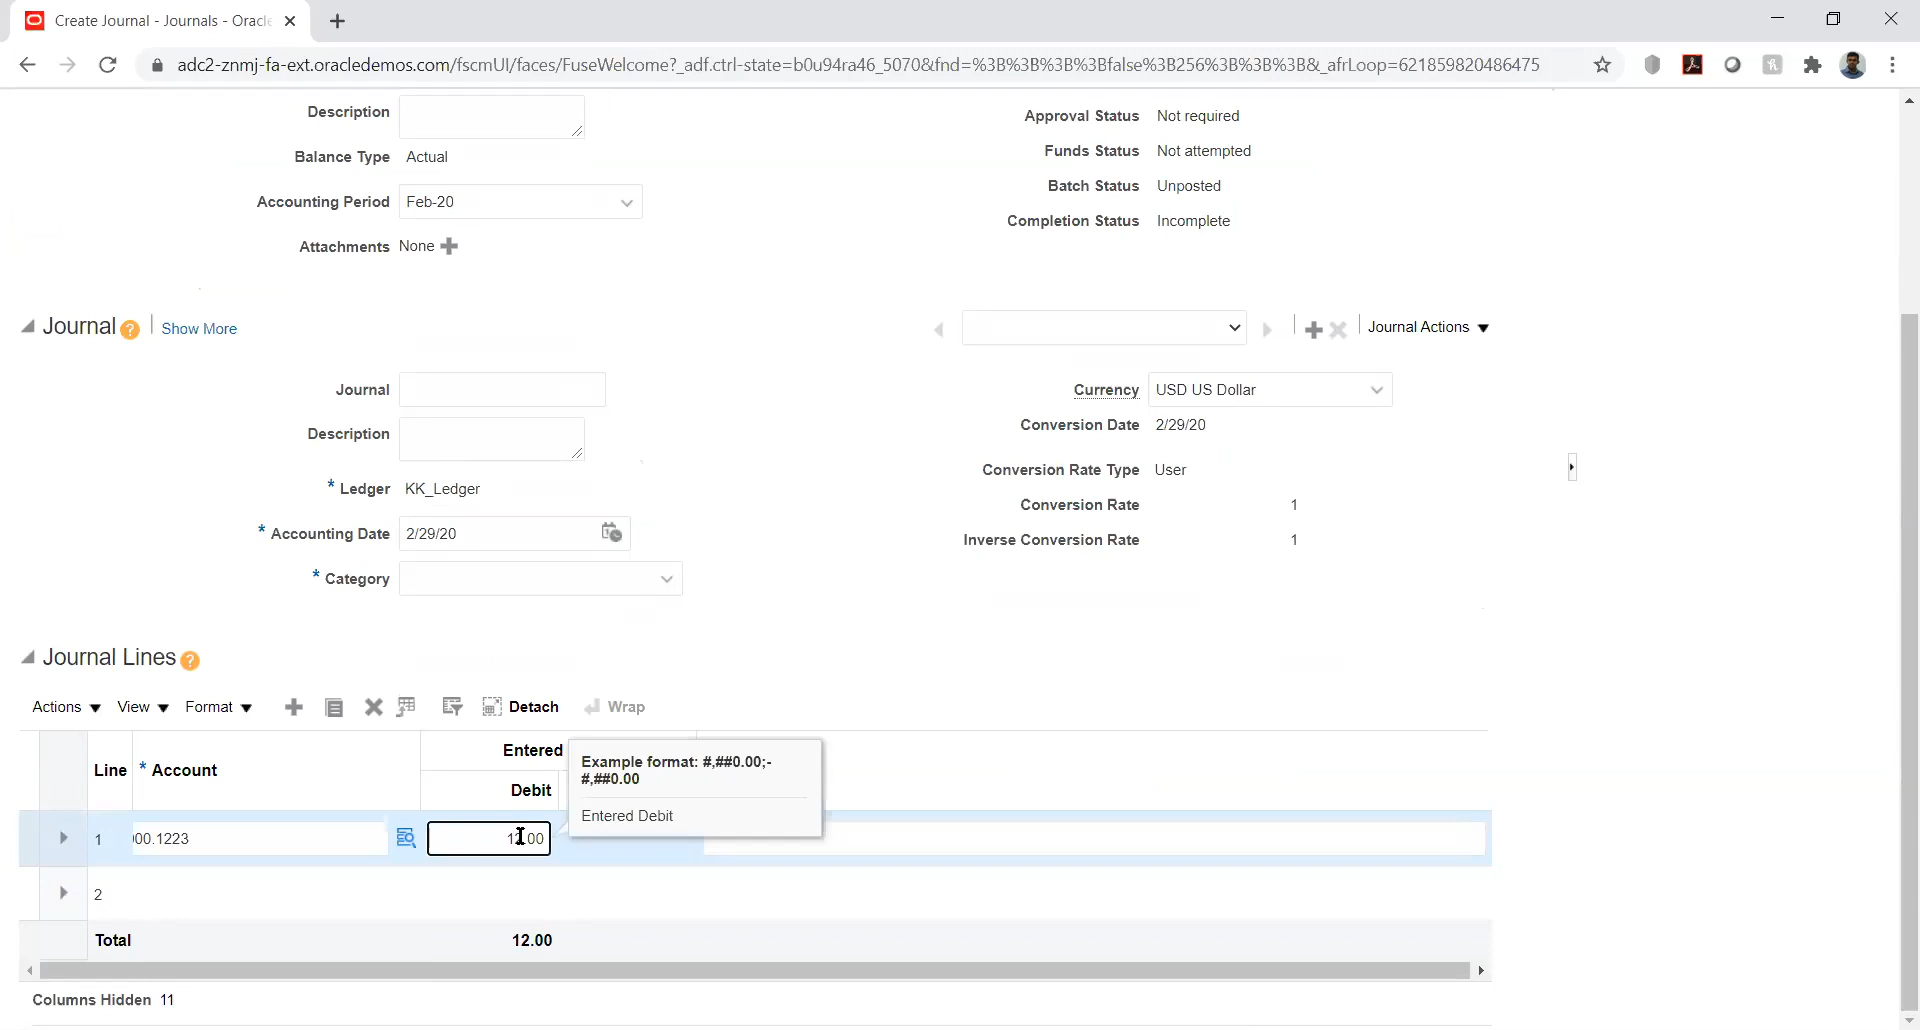 Create Journal - Journals - Oracle
adc2-znmj-fa-ext.oracledemos.com/fscmUI/faces/FuseWelcome?_adf.ctrl-state=b0u94ra46_5070&fnd=%3B%3B%3B%3Bfalse%3B256%3B%3B%3B&_afrLoop=621859820486475
Description
Approval Status Not required
Balance Type Actual
Funds Status Not attempted
Accounting Period Feb-20
Batch Status Unposted
Completion Status Incomplete
Attachments None
Journal ? Show More
Journal Actions
Journal
Currency USD US Dollar
Conversion Date 2/29/20
Description
Conversion Rate Type User
* Ledger KK_Ledger
Conversion Rate 1
* Accounting Date 2/29/20
Inverse Conversion Rate 1
* Category
Journal Lines ?
Actions View Format Detach Wrap
Entered
Line * Account
Debit
Example format: #,##0.00;-
#,##0.00
Entered Debit
1 00.1223 12.00
2
Total 12.00
Columns Hidden 11